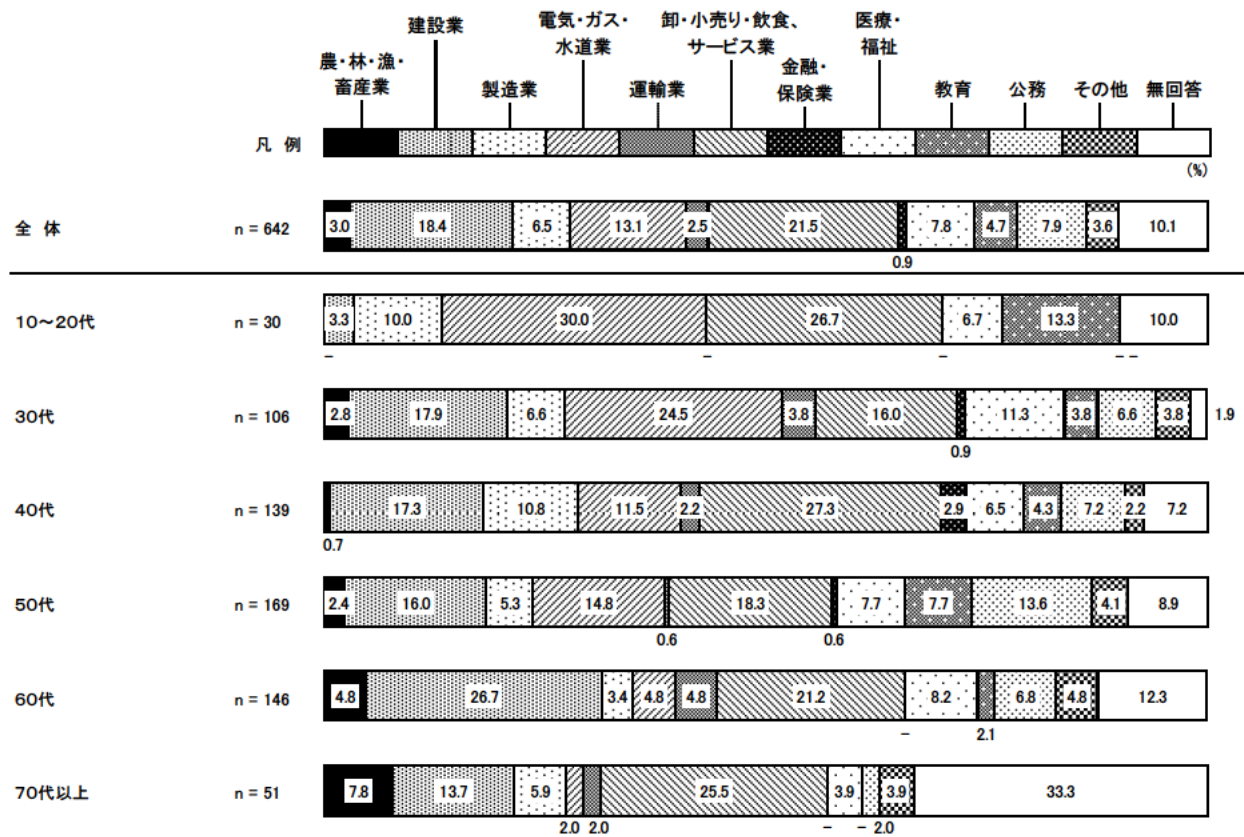 農・林・漁・
畜産業
建設業
製造業
電気・ガス・
水道業
運輸業
卸・小売り・飲食、
サービス業
金融・
保険業
医療・
福祉
教育
公務
その他
無回答
凡 例
(%)
全 体 n = 642 3.0 18.4 6.5 13.1 2.5 21.5 7.8 4.7 7.9 3.6 10.1
0.9
10～20代 n = 30 3.3 10.0 30.0 26.7 6.7 13.3 10.0
– – – – –
30代 n = 106 2.8 17.9 6.6 24.5 3.8 16.0 11.3 3.8 6.6 3.8 1.9
0.9
40代 n = 139 17.3 10.8 11.5 2.2 27.3 2.9 6.5 4.3 7.2 2.2 7.2
0.7
50代 n = 169 2.4 16.0 5.3 14.8 18.3 7.7 7.7 13.6 4.1 8.9
0.6 0.6
60代 n = 146 4.8 26.7 3.4 4.8 4.8 21.2 8.2 6.8 4.8 12.3
– 2.1
70代以上 n = 51 7.8 13.7 5.9 25.5 3.9 3.9 33.3
2.0 2.0 – – 2.0